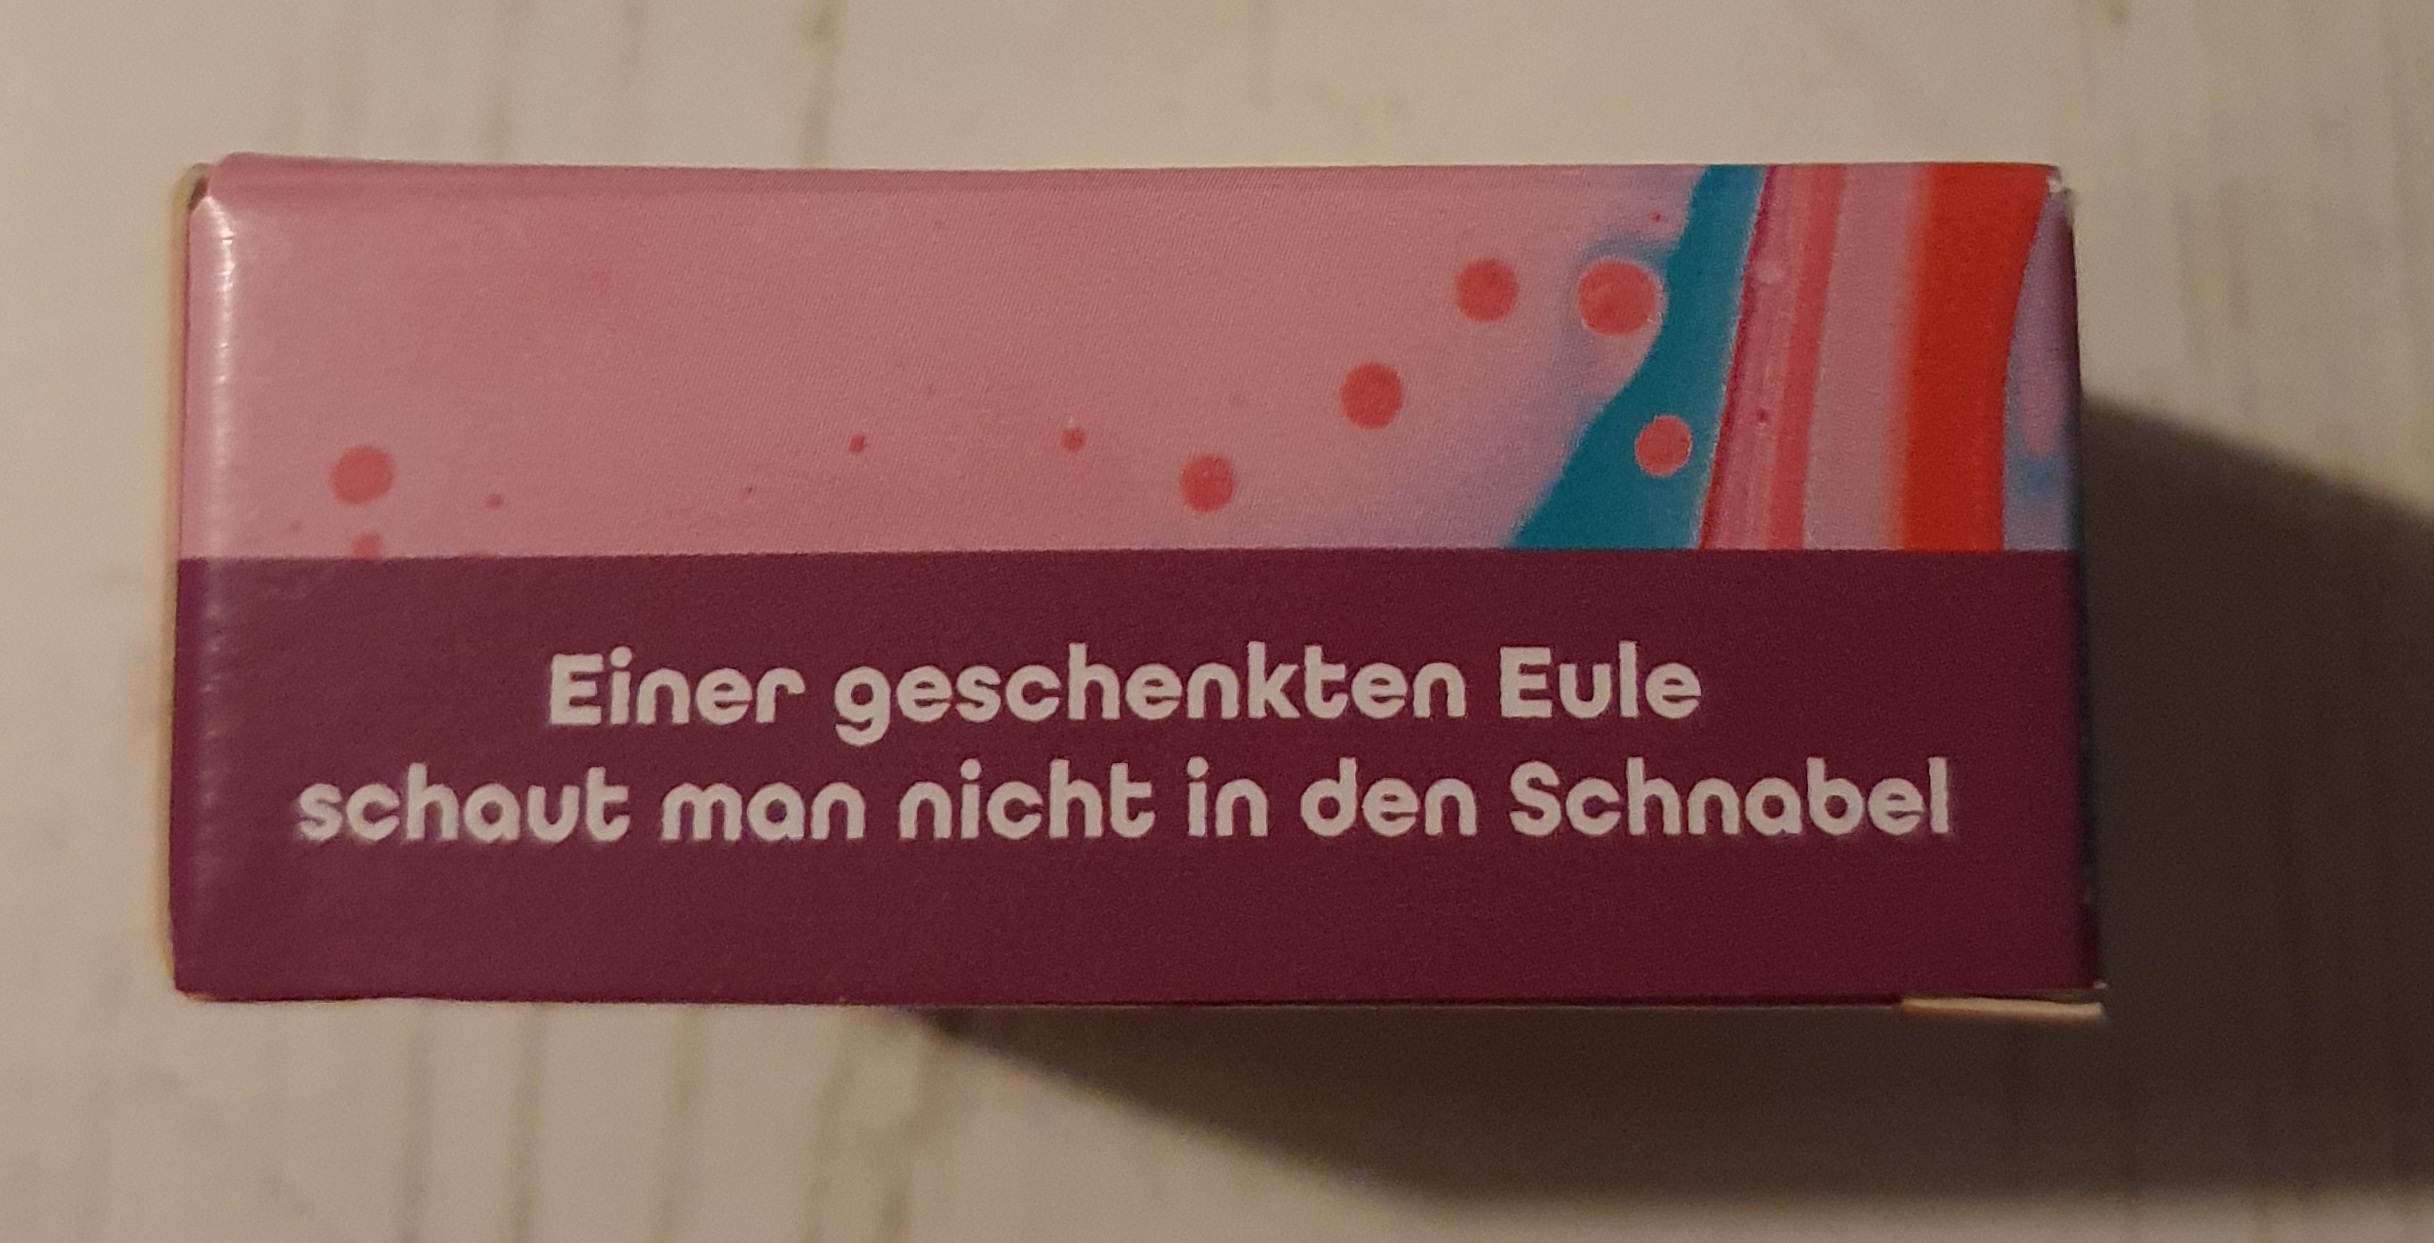 Einer geschenkten Eule
schaut man nicht in den Schnabel